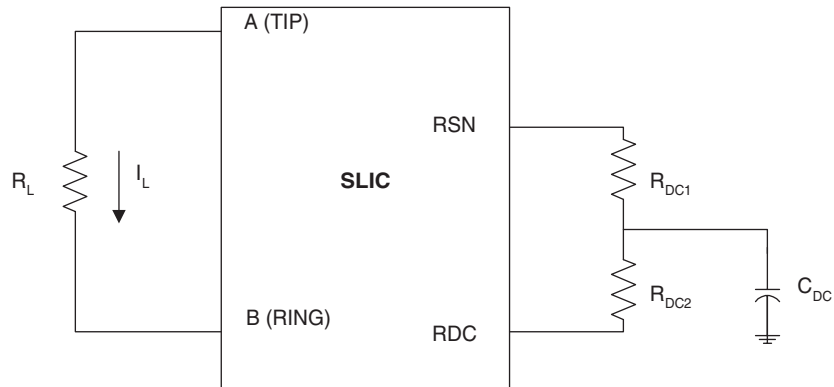 A (TIP)
RSN
R_L
I_L
SLIC
R_DC1
B (RING)
RDC
R_DC2
C_DC